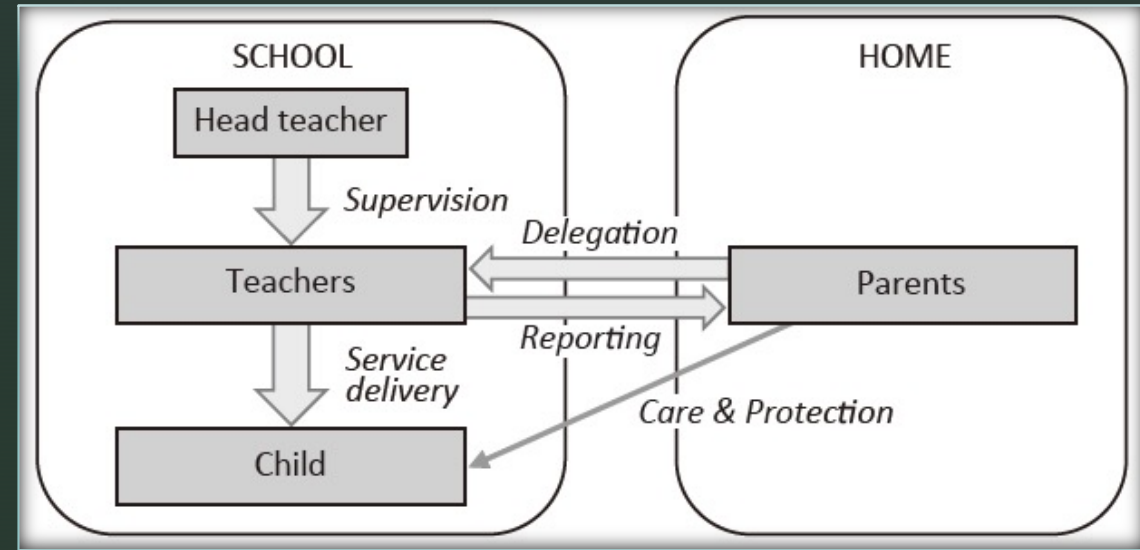 SCHOOL
HOME
Head teacher
Supervision
Delegation
Teachers
Parents
Reporting
Service
delivery
Care & Protection
Child